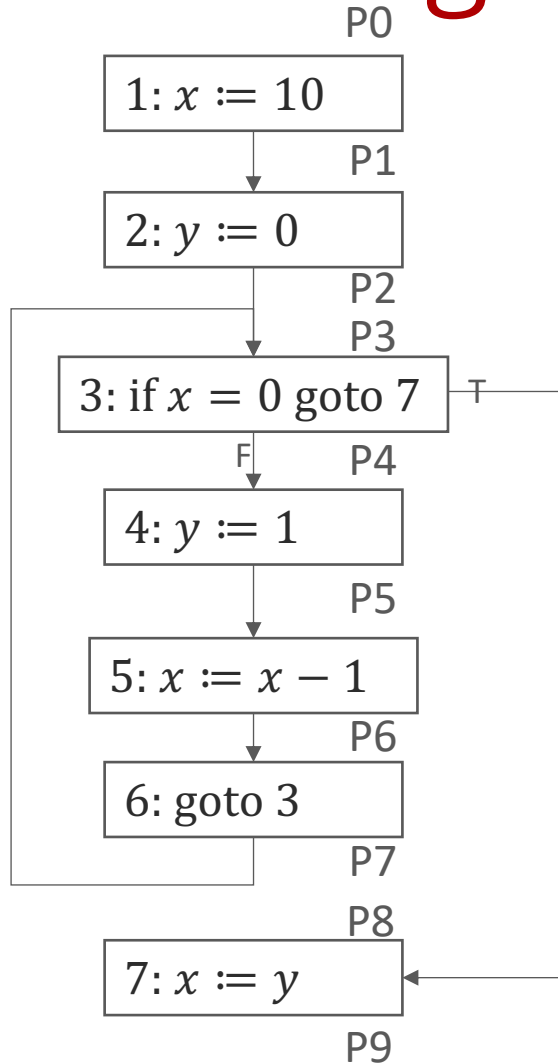 P0
g
1: x := 10
P1
2: y := 0
P2
P3
3: if x = 0 goto 7
T
F
P4
4: y := 1
P5
5: x := x − 1
P6
6: goto 3
P7
P8
7: x := y
P9